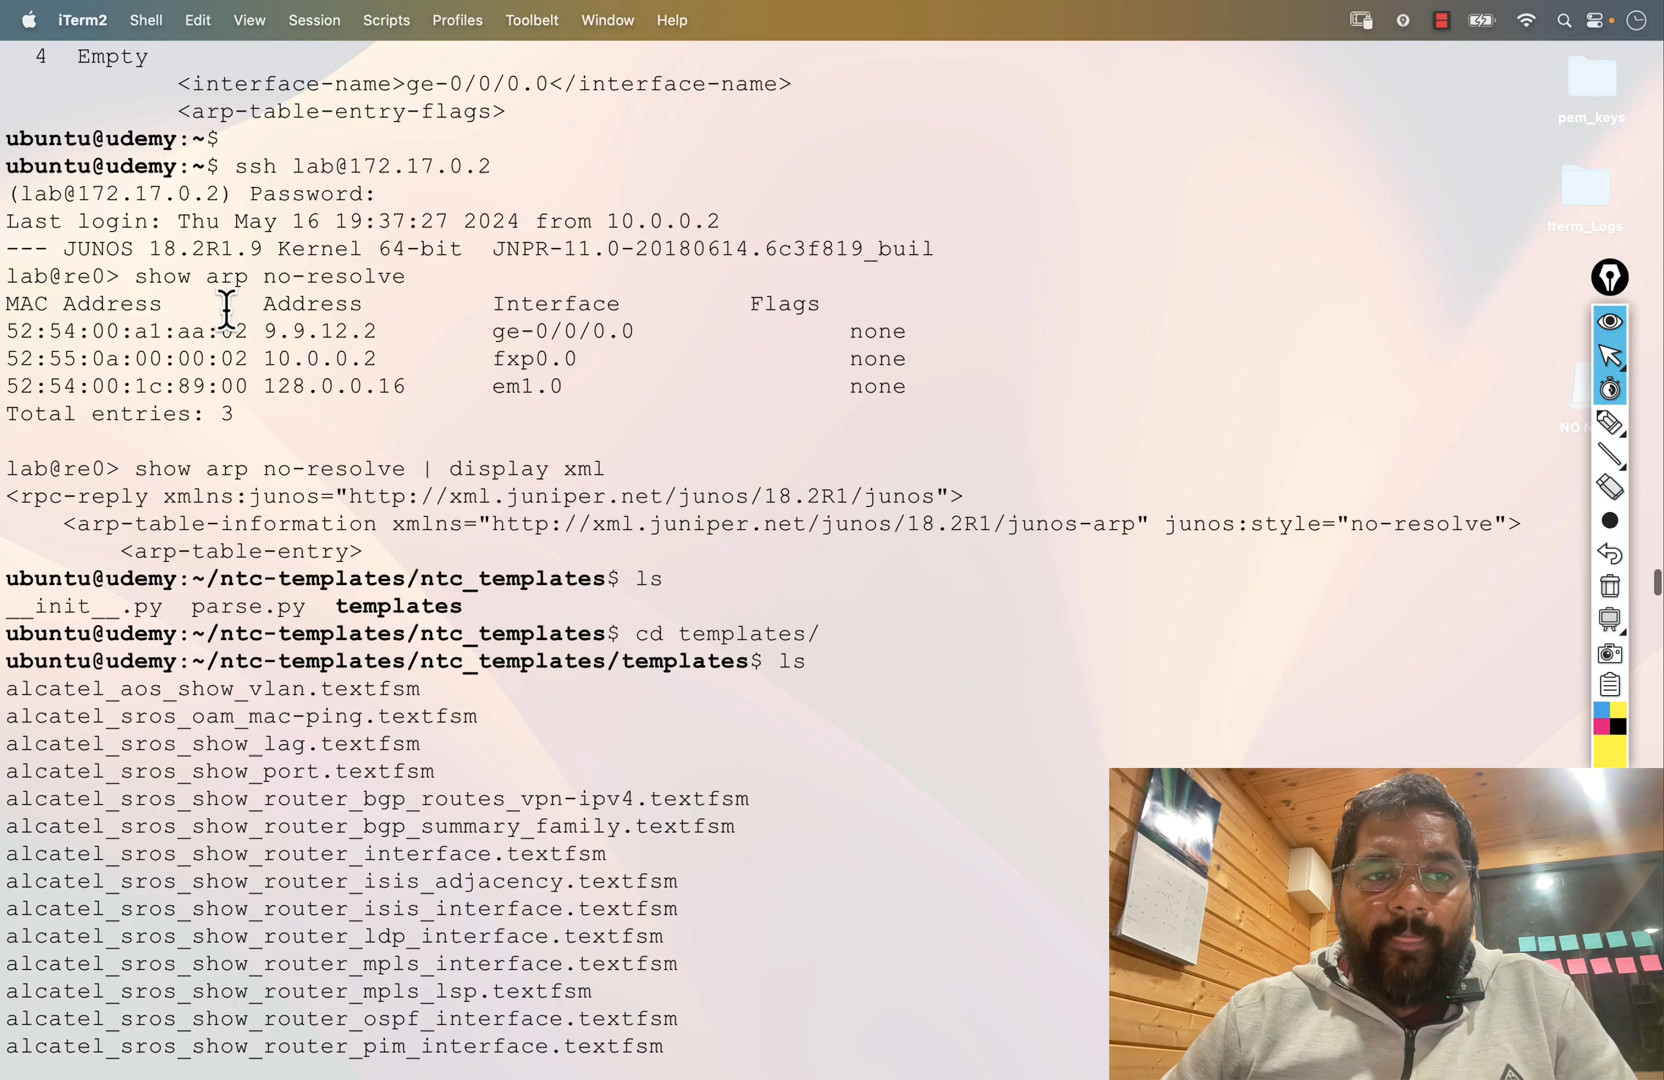 iTerm2 Shell Edit View Session Scripts Profiles Toolbelt Window Help
4 Empty
<interface-name>ge-0/0/0.0</interface-name>
<arp-table-entry-flags>
ubuntu@udemy:~$
ubuntu@udemy:~$ ssh lab@172.17.0.2
(lab@172.17.0.2) Password:
Last login: Thu May 16 19:37:27 2024 from 10.0.0.2
--- JUNOS 18.2R1.9 Kernel 64-bit JNPR-11.0-20180614.6c3f819_buil
lab@re0> show arp no-resolve
MAC Address Address Interface Flags
52:54:00:a1:aa:02 9.9.12.2 ge-0/0/0.0 none
52:55:0a:00:00:02 10.0.0.2 fxp0.0 none
52:54:00:1c:89:00 128.0.0.16 em1.0 none
Total entries: 3
lab@re0> show arp no-resolve | display xml
<rpc-reply xmlns:junos="http://xml.juniper.net/junos/18.2R1/junos">
<arp-table-information xmlns="http://xml.juniper.net/junos/18.2R1/junos-arp" junos:style="no-resolve">
<arp-table-entry>
ubuntu@udemy:~/ntc-templates/ntc_templates$ ls
__init__.py parse.py templates
ubuntu@udemy:~/ntc-templates/ntc_templates$ cd templates/
ubuntu@udemy:~/ntc-templates/ntc_templates/templates$ ls
alcatel_aos_show_vlan.textfsm
alcatel_sros_oam_mac-ping.textfsm
alcatel_sros_show_lag.textfsm
alcatel_sros_show_port.textfsm
alcatel_sros_show_router_bgp_routes_vpn-ipv4.textfsm
alcatel_sros_show_router_bgp_summary_family.textfsm
alcatel_sros_show_router_interface.textfsm
alcatel_sros_show_router_isis_adjacency.textfsm
alcatel_sros_show_router_isis_interface.textfsm
alcatel_sros_show_router_ldp_interface.textfsm
alcatel_sros_show_router_mpls_interface.textfsm
alcatel_sros_show_router_mpls_lsp.textfsm
alcatel_sros_show_router_ospf_interface.textfsm
alcatel_sros_show_router_pim_interface.textfsm
pem_keys
Iterm_Logs
NO